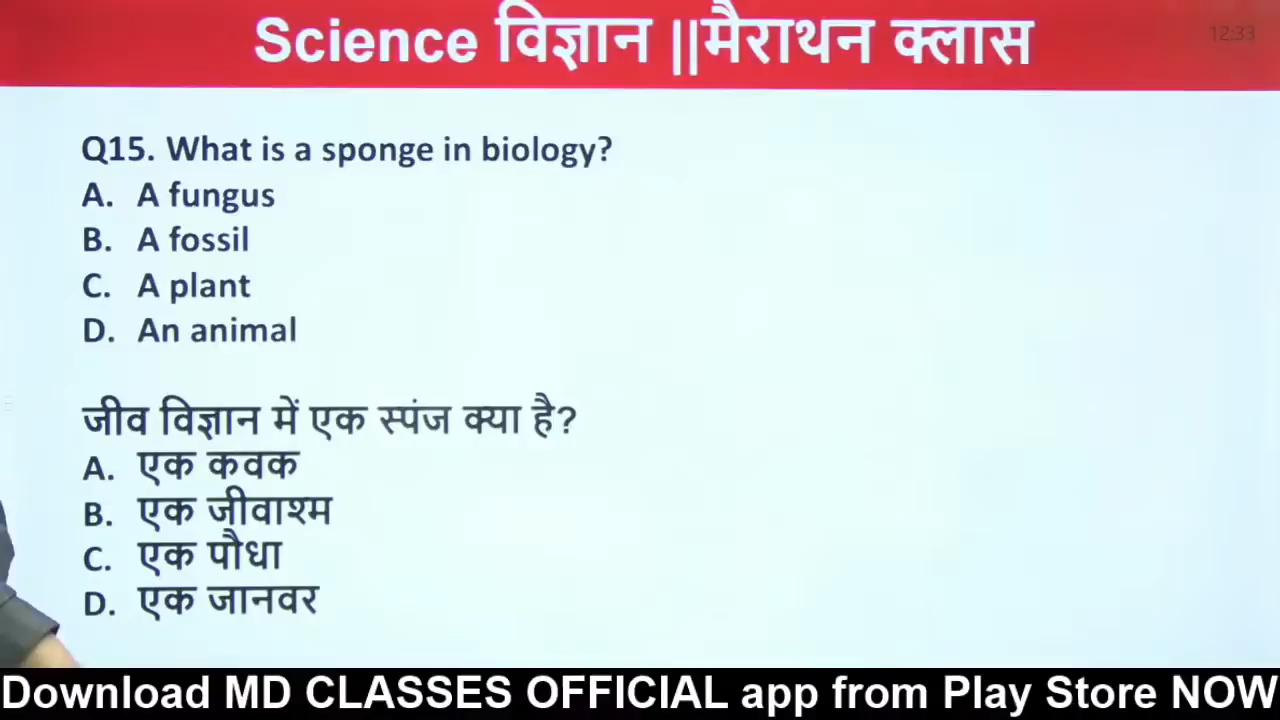 Science विज्ञान ||मैराथन क्लास
12:33
Q15. What is a sponge in biology?
A. A fungus
B. A fossil
C. A plant
D. An animal
जीव विज्ञान में एक स्पंज क्या है?
A. एक कवक
B. एक जीवाश्म
C. एक पौधा
D. एक जानवर
Download MD CLASSES OFFICIAL app from Play Store NOW